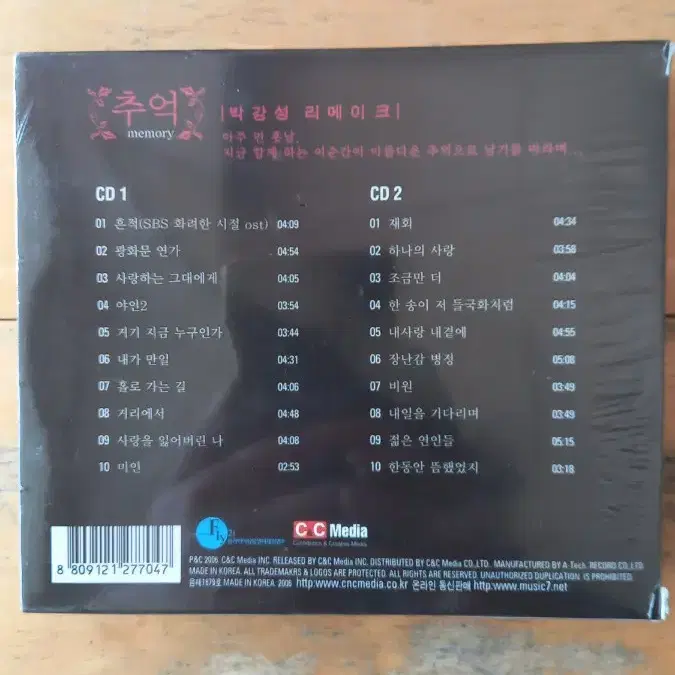 추억
memory
|박강성 리메이크|
아주 먼 훗날,
지금 함께 하는 이순간이 아름다운 추억으로 남기를 바라며...
CD 1
01 흔적(SBS 화려한 시절 ost) 04:09
02 광화문 연가 04:54
03 사랑하는 그대에게 04:05
04 야인2 03:54
05 거기 지금 누구인가 03:44
06 내가 만일 04:31
07 홀로 가는 길 04:06
08 거리에서 04:48
09 사랑을 잃어버린 나 04:08
10 미인 02:53
CD 2
01 재회 04:34
02 하나의 사랑 03:58
03 조금만 더 04:04
04 한 송이 저 들국화처럼 04:15
05 내사랑 내곁에 04:55
06 장난감 병정 05:08
07 비원 03:49
08 내일을 기다리며 03:49
09 젊은 연인들 05:15
10 한동안 뜸했었지 03:18
8 809121 277047
C&C Media
P&C 2006 C&C Media INC. RELEASED BY C&C Media INC. DISTRIBUTED BY C&C Media CO.,LTD. MANUFACTURED BY A-Tech. RECORD CO.,LTD
MADE IN KOREA. ALL TRADEMAKRS & LOGOS ARE PROTECTED. ALL RIGHTS ARE RESERVED. UNAUTHORIZED DUPLICATION. IS PROHIBITED.
음제1679호 MADE IN KOREA 2006 http://www.cncmedia.co.kr 온라인 통신판매 http:www.music7.net